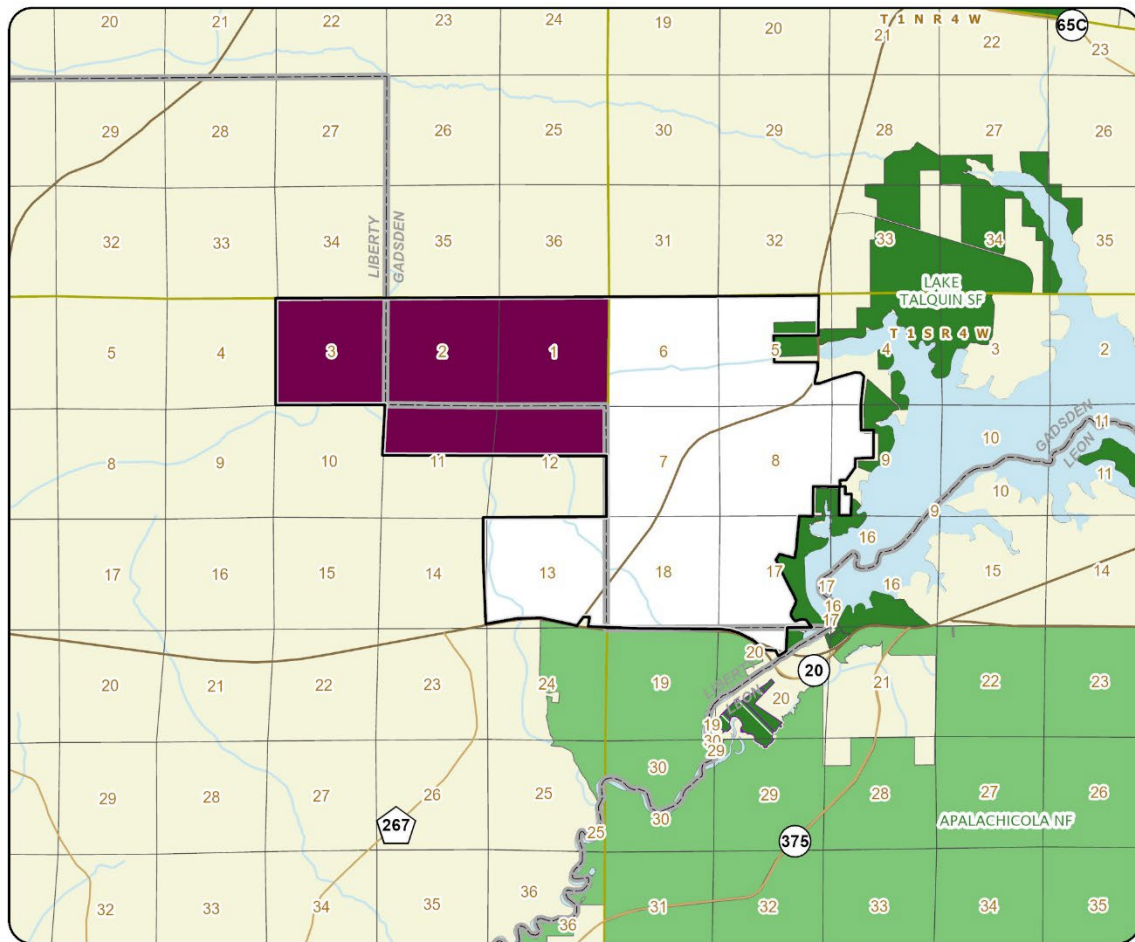 20 21 22 23 24 19 20 T1NR4W 65C
21 22 23
29 28 27 26 25 30 29 28 27 26
32 33 34 LIBERTY GADSDEN 35 36 31 32 33 34 35
LAKE
TALQUIN SF
T1SR4W
5 4 3 2 1 6 5 4 3 2
8 9 10 11 12 7 8 9 10 GADSDEN LEON 11
11
10
9
17 16 15 14 13 18 17 16 15 14
17 16
16
17
20 21 22 23 24 19 20 20 21 22 23
LIBERTY LEON 20
19
30
29
29 28 27 267 26 25 30 29 28 27 26
25 30 375 APALACHICOLA NF
32 33 34 35 36 31 32 33 34 35
36